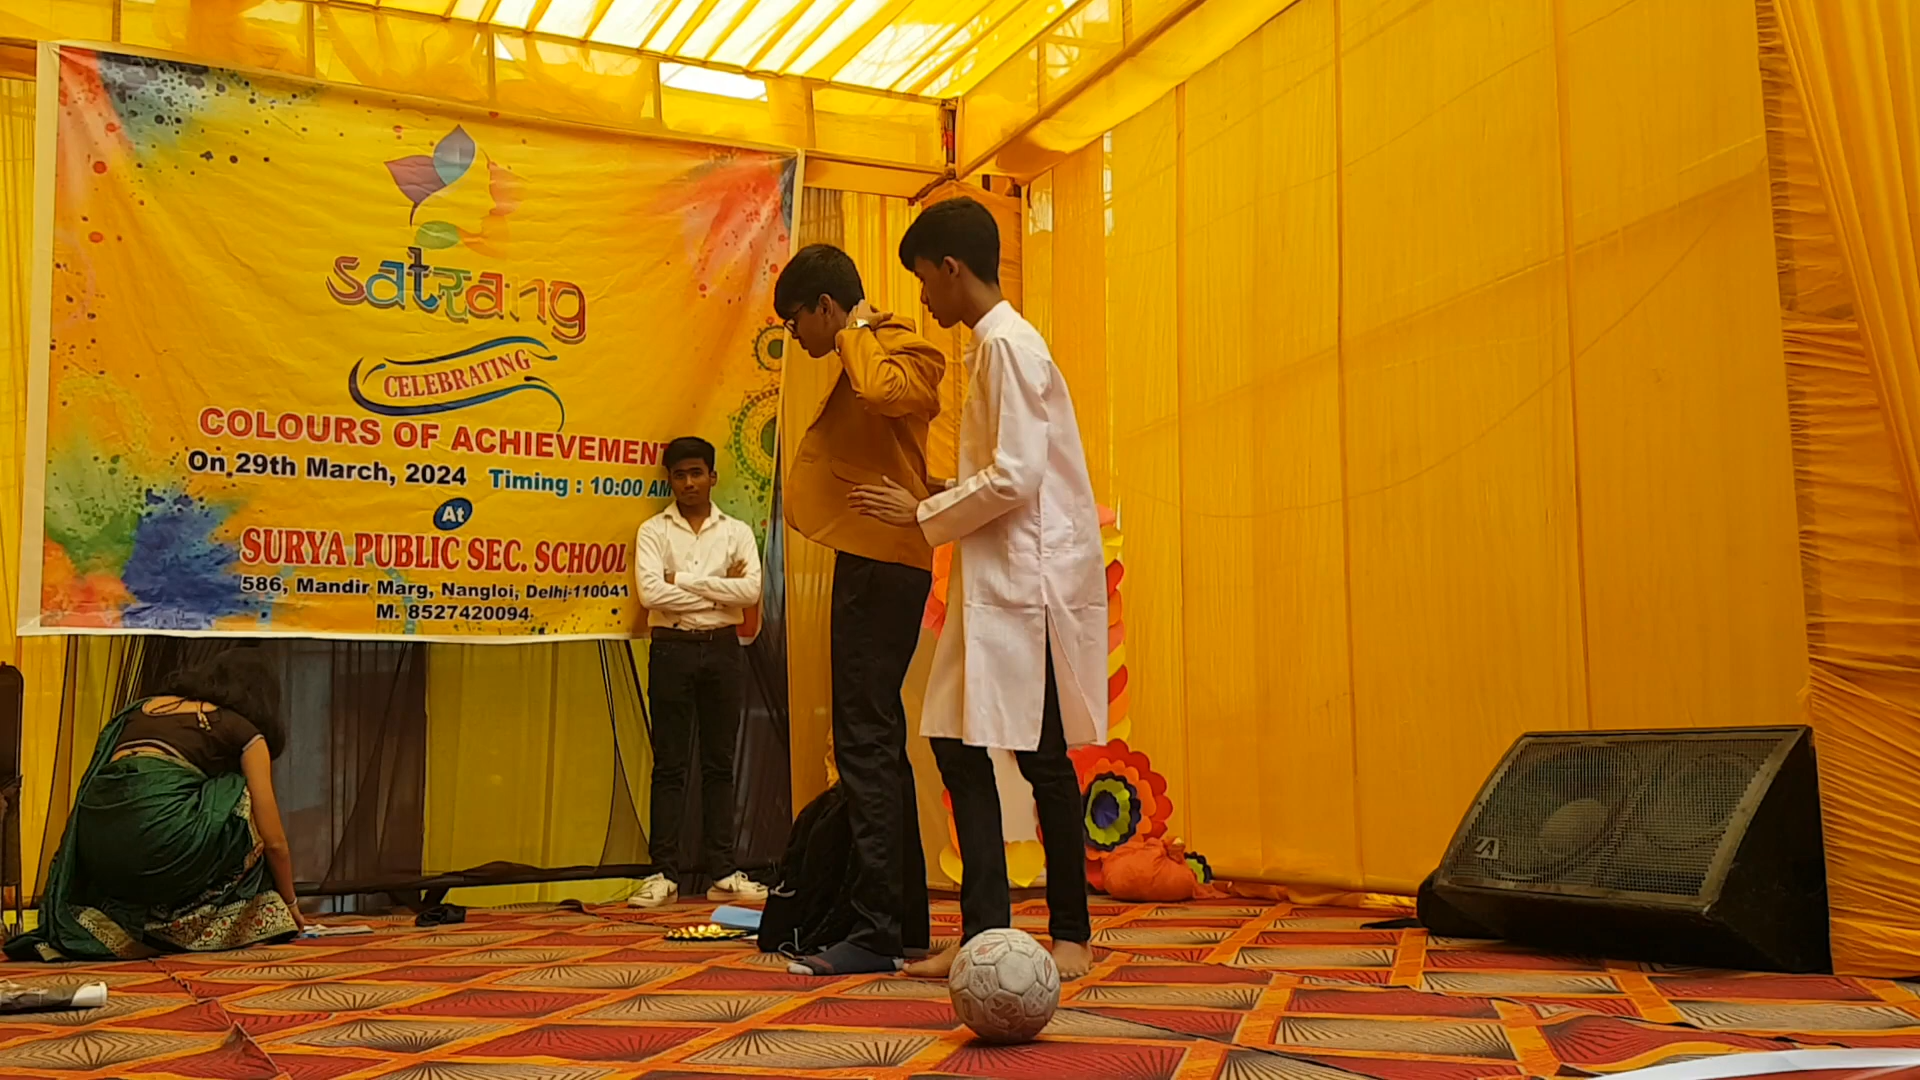 satरang
CELEBRATING
COLOURS OF ACHIEVEMENT
On 29th March, 2024 Timing : 10:00 AM
At
SURYA PUBLIC SEC. SCHOOL
586, Mandir Marg, Nangloi, Delhi-110041
M. 8527420094